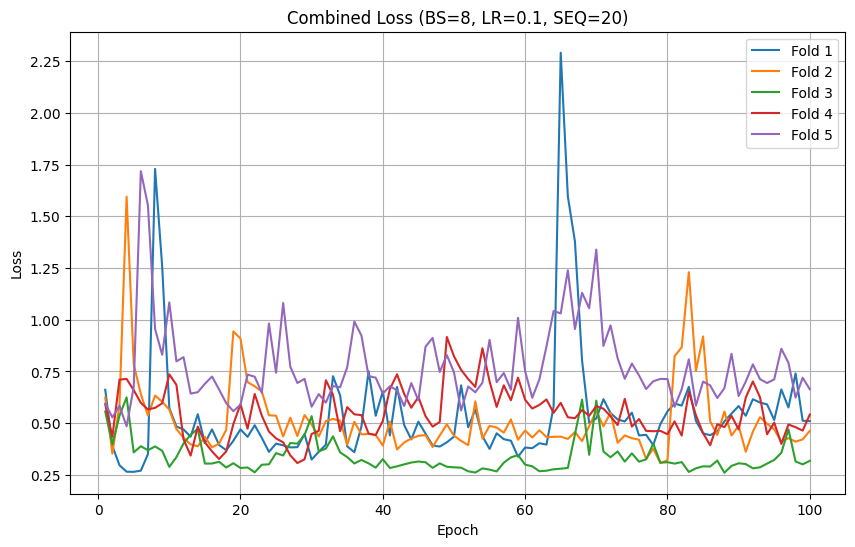 Combined Loss (BS=8, LR=0.1, SEQ=20)
Fold 1
Fold 2
Fold 3
Fold 4
Fold 5
Loss
2.25
2.00
1.75
1.50
1.25
1.00
0.75
0.50
0.25
0 20 40 60 80 100
Epoch